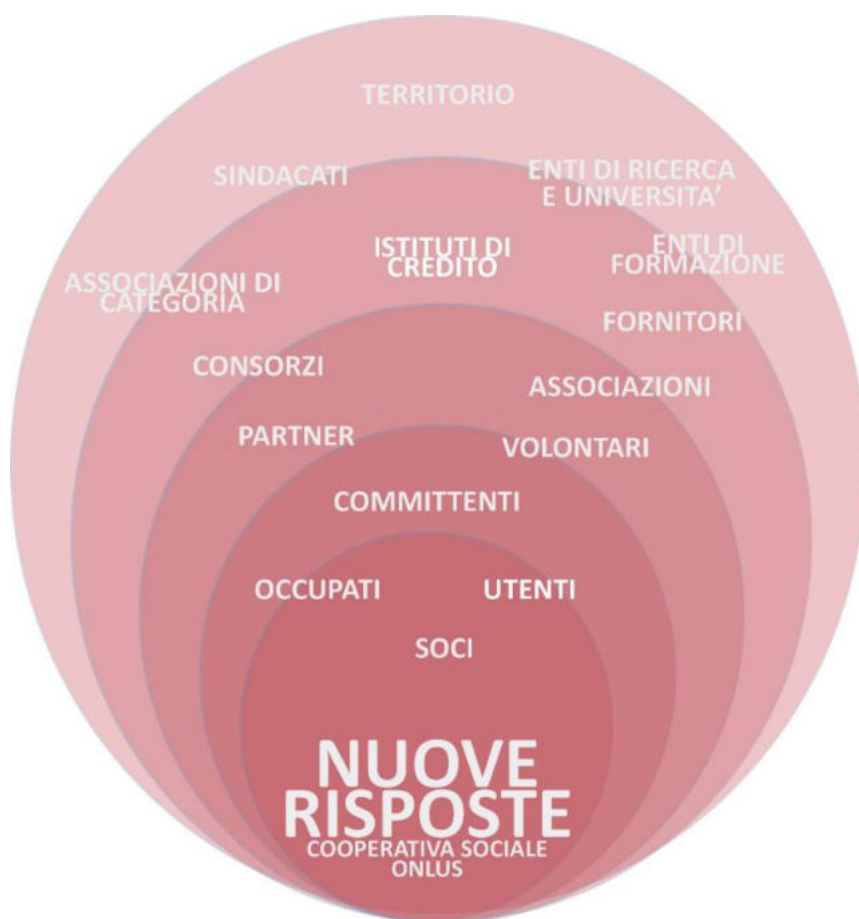 TERRITORIO
SINDACATI
ENTI DI RICERCA
E UNIVERSITA’
ISTITUTI DI
CREDITO
ENTI DI
FORMAZIONE
ASSOCIAZIONI DI
CATEGORIA
FORNITORI
CONSORZI
ASSOCIAZIONI
PARTNER
VOLONTARI
COMMITTENTI
OCCUPATI
UTENTI
SOCI
NUOVE
RISPOSTE
COOPERATIVA SOCIALE
ONLUS